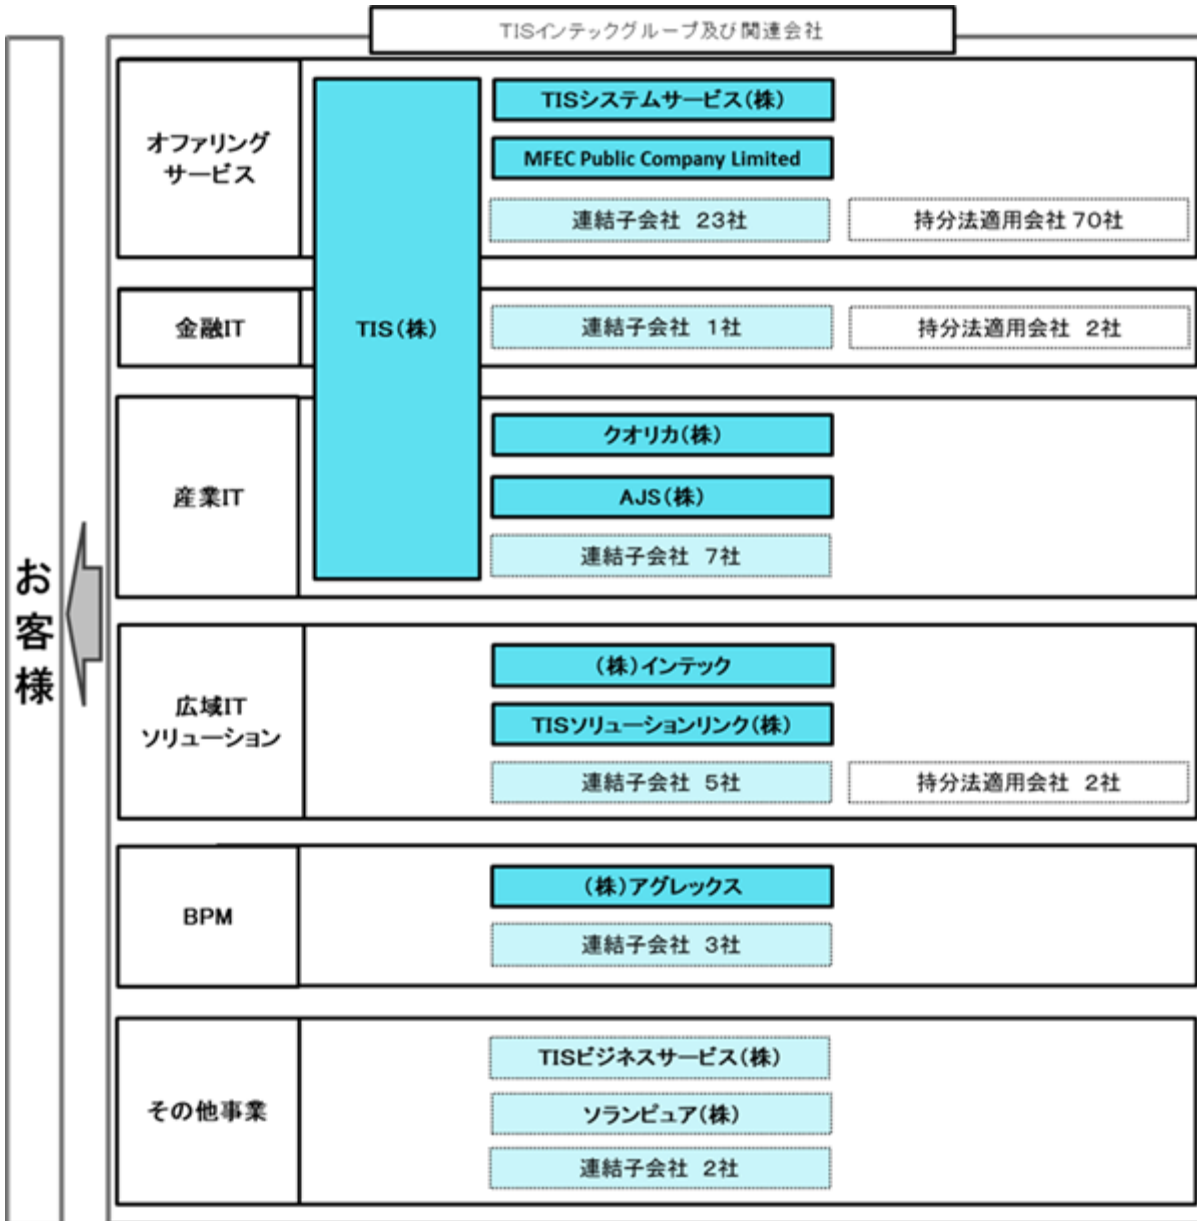 TISインテックグループ及び関連会社
お客様
オファリング
サービス
TIS(株)
TISシステムサービス(株)
MFEC Public Company Limited
連結子会社 23社
持分法適用会社 70社
金融IT
連結子会社 1社
持分法適用会社 2社
産業IT
クオリカ(株)
AJS(株)
連結子会社 7社
広域IT
ソリューション
(株)インテック
TISソリューションリンク(株)
連結子会社 5社
持分法適用会社 2社
BPM
(株)アグレックス
連結子会社 3社
その他事業
TISビジネスサービス(株)
ソランピュア(株)
連結子会社 2社